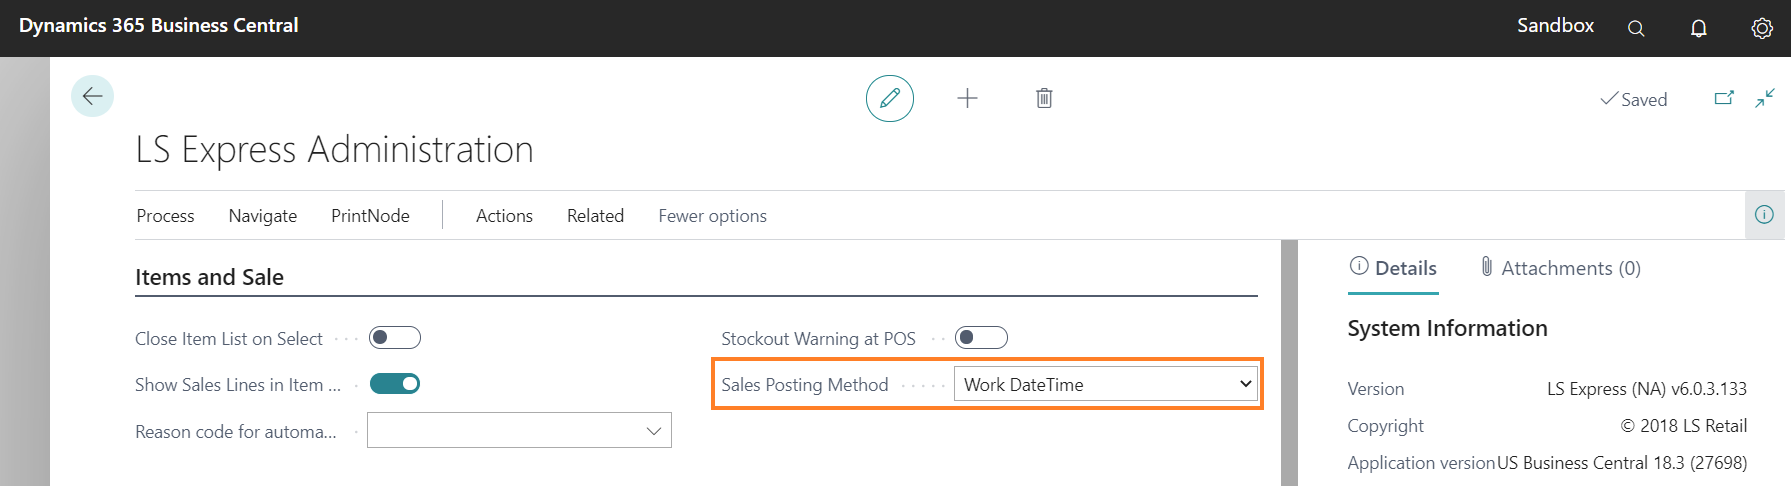 Dynamics 365 Business Central
Sandbox
Saved
LS Express Administration
Process Navigate PrintNode Actions Related Fewer options
Items and Sale
Close Item List on Select
Show Sales Lines in Item ...
Reason code for automa...
Stockout Warning at POS
Sales Posting Method Work DateTime
Details Attachments (0)
System Information
Version LS Express (NA) v6.0.3.133
Copyright © 2018 LS Retail
Application version US Business Central 18.3 (27698)